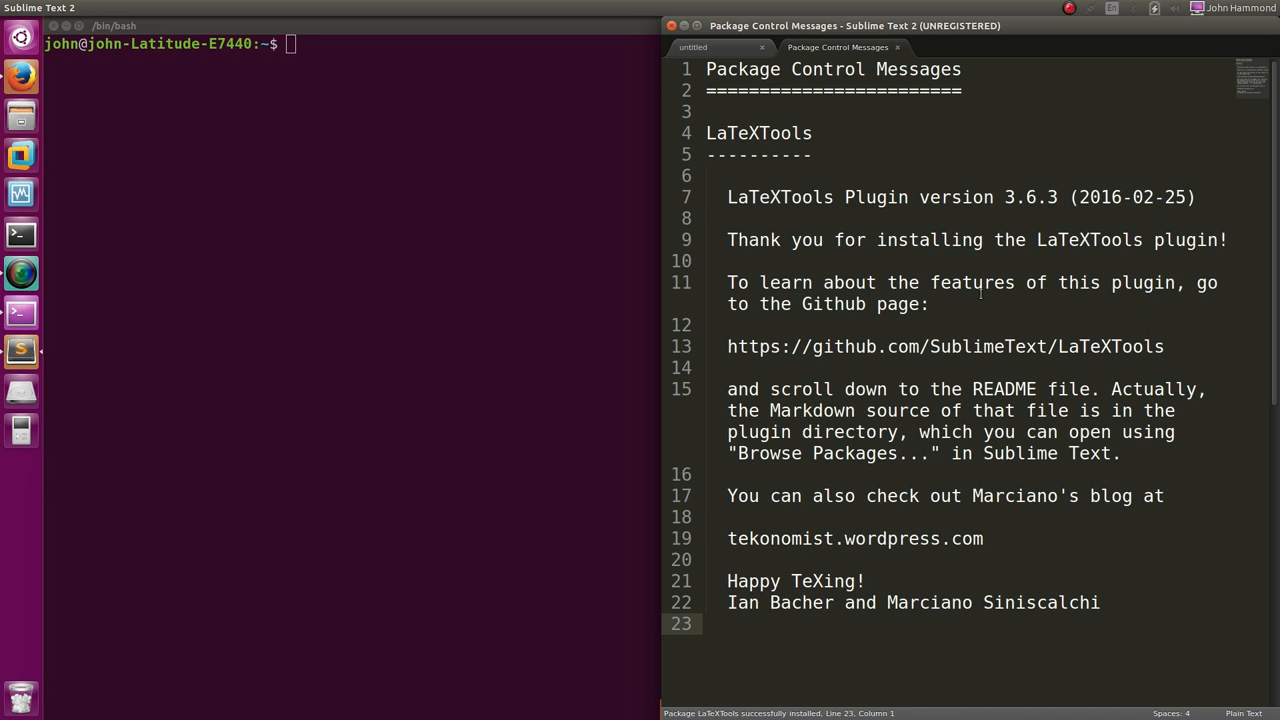 Sublime Text 2
En
John Hammond
/bin/bash
john@john-Latitude-E7440:~$
Package Control Messages - Sublime Text 2 (UNREGISTERED)
untitled
Package Control Messages
1 Package Control Messages
2 ========================
3
4 LaTeXTools
5 ----------
6
7 LaTeXTools Plugin version 3.6.3 (2016-02-25)
8
9 Thank you for installing the LaTeXTools plugin!
10
11 To learn about the features of this plugin, go
to the Github page:
12
13 https://github.com/SublimeText/LaTeXTools
14
15 and scroll down to the README file. Actually,
the Markdown source of that file is in the
plugin directory, which you can open using
"Browse Packages..." in Sublime Text.
16
17 You can also check out Marciano's blog at
18
19 tekonomist.wordpress.com
20
21 Happy TeXing!
22 Ian Bacher and Marciano Siniscalchi
23
Package LaTeXTools successfully installed, Line 23, Column 1
Spaces: 4
Plain Text